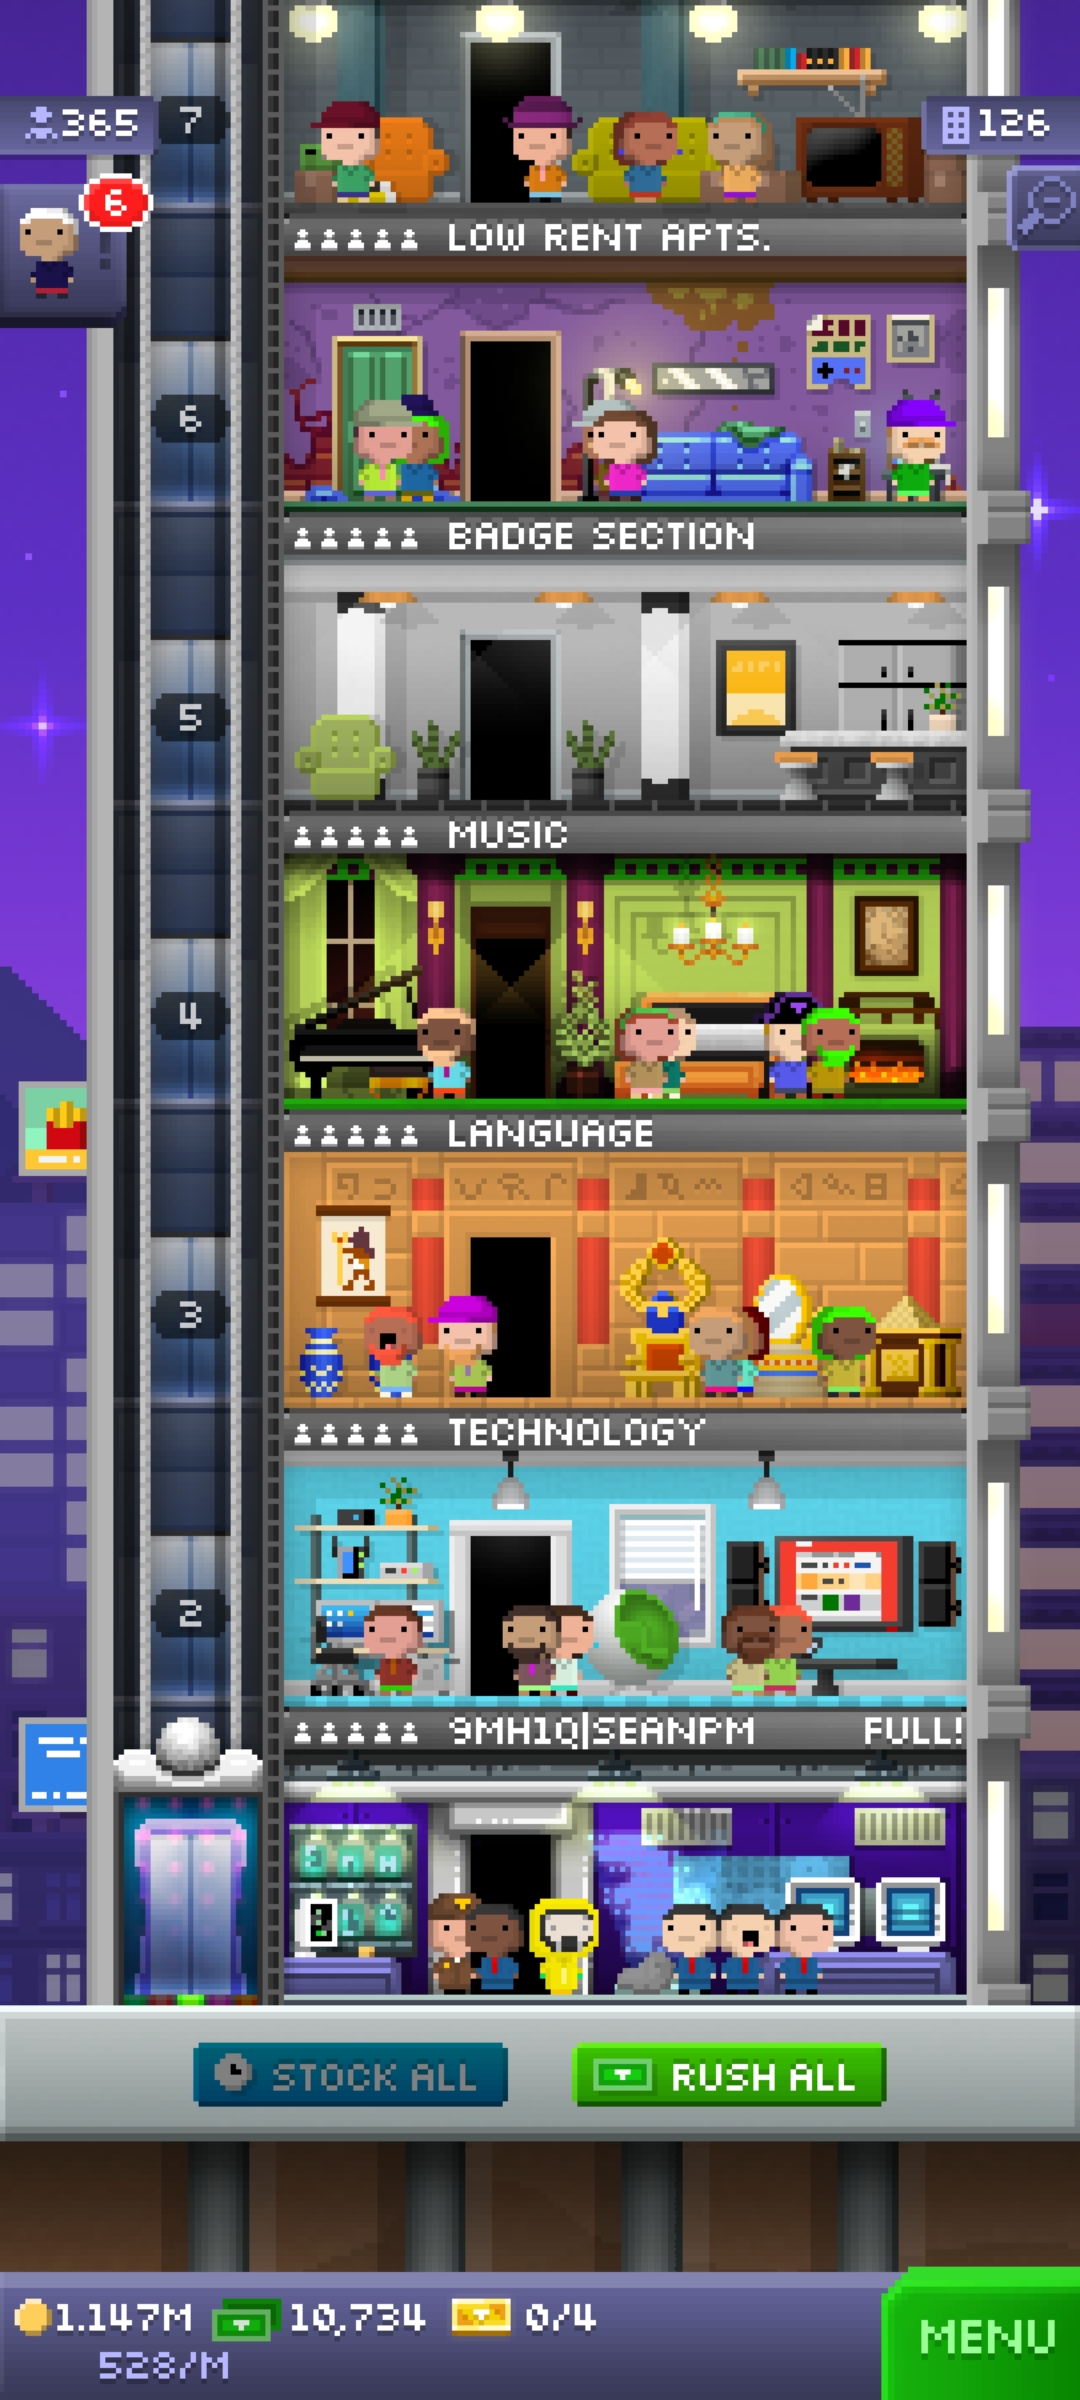 365
7
126
6
LOW RENT APTS.
6
BADGE SECTION
5
MUSIC
4
LANGUAGE
3
TECHNOLOGY
2
9MH1Q|SEANPM FULL!
STOCK ALL
RUSH ALL
1.147M 10,734 0/4
528/M
MENU